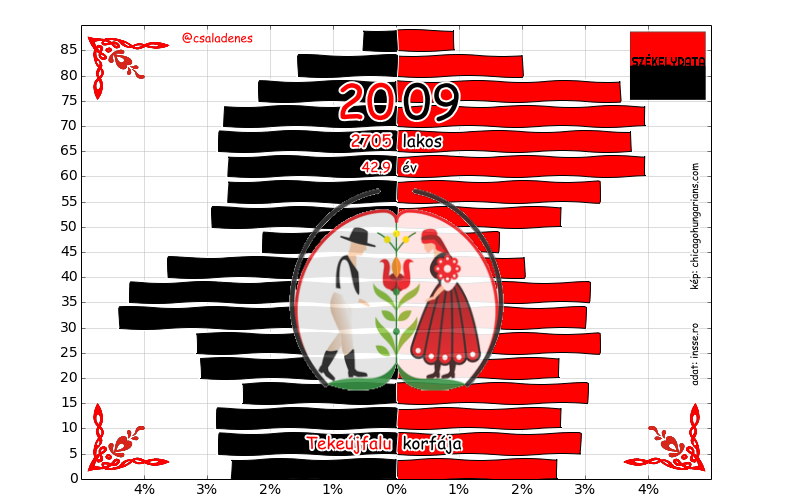 @csaladenes
SZÉKELYDATA
2009
2705 lakos
42.9 év
kép: chicagohungarians.com
adat: insse.ro
Tekeújfalu korfája
85
80
75
70
65
60
55
50
45
40
35
30
25
20
15
10
5
0
4% 3% 2% 1% 0% 1% 2% 3% 4%